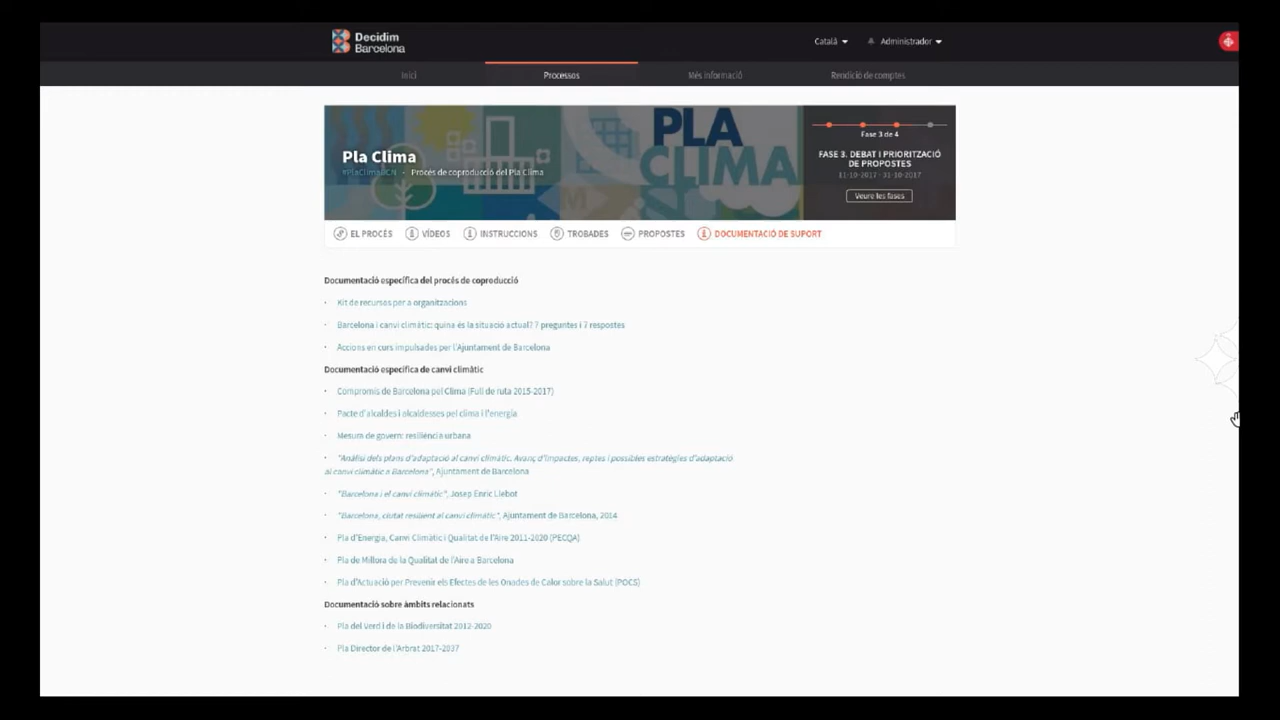 Decidim
Barcelona
Català
Administrador
Inici
Processos
Més informació
Rendició de comptes
PLA
CLIMA
Pla Clima
#PlaClimaBCN - Procés de coproducció del Pla Clima
Fase 3 de 4
FASE 3. DEBAT I PRIORITZACIÓ
DE PROPOSTES
11-10-2017 - 31-10-2017
Veure les fases
EL PROCÉS
VÍDEOS
INSTRUCCIONS
TROBADES
PROPOSTES
DOCUMENTACIÓ DE SUPORT
Documentació específica del procés de coproducció
· Kit de recursos per a organitzacions
· Barcelona i canvi climàtic: quina és la situació actual? 7 preguntes i 7 respostes
· Accions en curs impulsades per l'Ajuntament de Barcelona
Documentació específica de canvi climàtic
· Compromís de Barcelona pel Clima (Full de ruta 2015-2017)
· Pacte d'alcaldes i alcaldesses pel clima i l'energia
· Mesura de govern: resiliència urbana
· "Anàlisi dels plans d'adaptació al canvi climàtic. Avanç d'impactes, reptes i possibles estratègies d'adaptació
al canvi climàtic a Barcelona", Ajuntament de Barcelona
· "Barcelona i el canvi climàtic", Josep Enric Llebot
· "Barcelona, ciutat resilient al canvi climàtic", Ajuntament de Barcelona, 2014
· Pla d'Energia, Canvi Climàtic i Qualitat de l'Aire 2011-2020 (PECQA)
· Pla de Millora de la Qualitat de l'Aire a Barcelona
· Pla d'Actuació per Prevenir els Efectes de les Onades de Calor sobre la Salut (POCS)
Documentació sobre àmbits relacionats
· Pla del Verd i de la Biodiversitat 2012-2020
· Pla Director de l'Arbrat 2017-2037